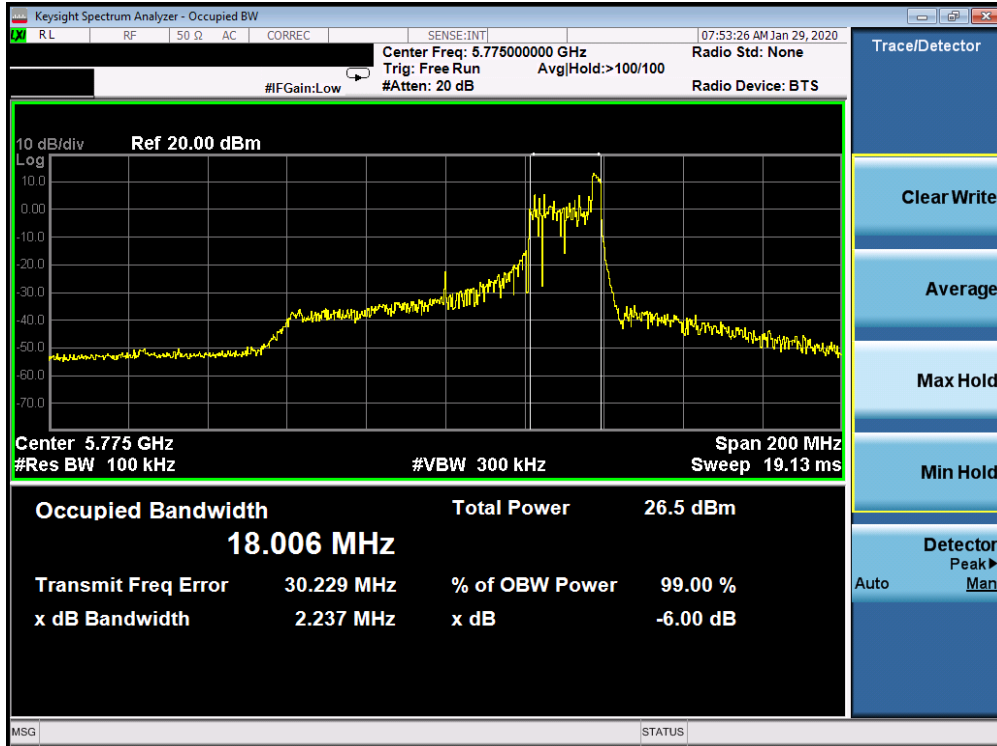 Keysight Spectrum Analyzer - Occupied BW
LXI RL RF 50 Ω AC CORREC SENSE:INT 07:53:26 AM Jan 29, 2020
Center Freq: 5.775000000 GHz Radio Std: None
Trig: Free Run Avg|Hold:>100/100
#IFGain:Low #Atten: 20 dB Radio Device: BTS
Trace/Detector
10 dB/div Ref 20.00 dBm
Log
10.0
0.00
-10.0
-20.0
-30.0
-40.0
-50.0
-60.0
-70.0
Center 5.775 GHz Span 200 MHz
#Res BW 100 kHz #VBW 300 kHz Sweep 19.13 ms
Occupied Bandwidth Total Power 26.5 dBm
18.006 MHz
Transmit Freq Error 30.229 MHz % of OBW Power 99.00 %
x dB Bandwidth 2.237 MHz x dB -6.00 dB
Clear Write
Average
Max Hold
Min Hold
Detector
Peak▶
Auto Man
MSG STATUS